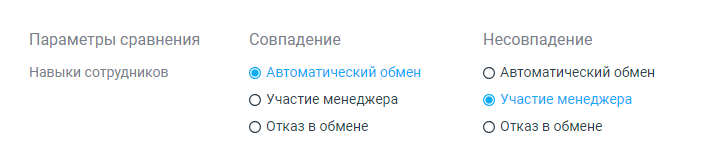 Параметры сравнения Совпадение Несовпадение
Навыки сотрудников Автоматический обмен Автоматический обмен
Участие менеджера Участие менеджера
Отказ в обмене Отказ в обмене